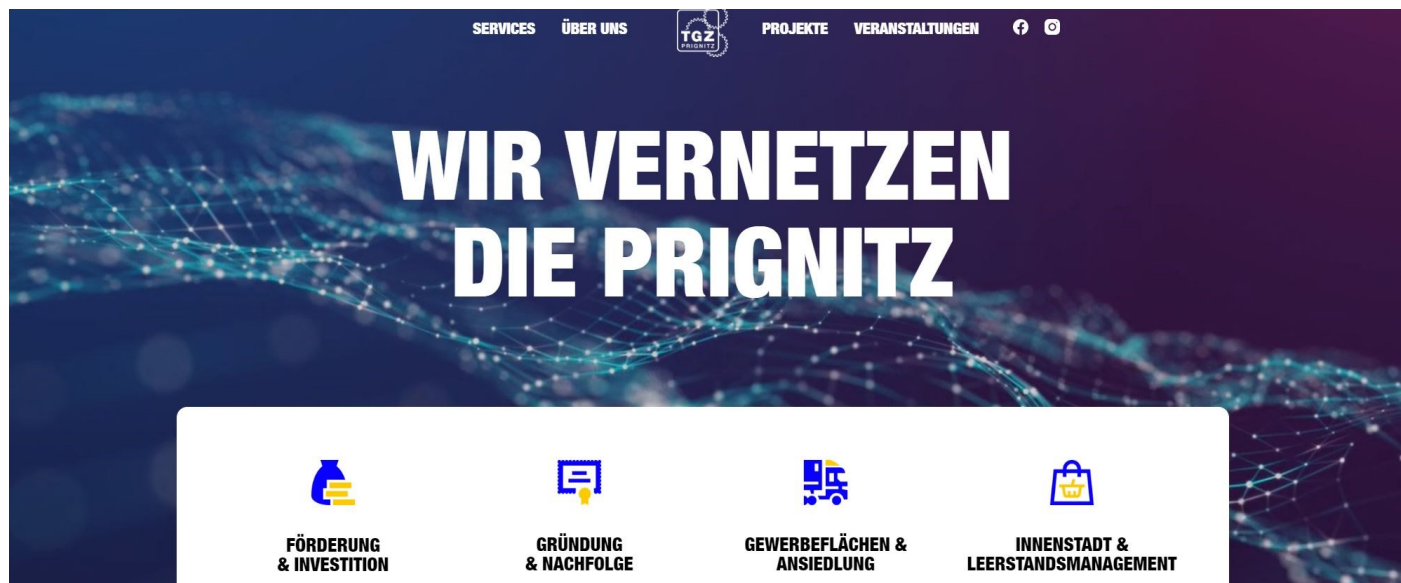 SERVICES ÜBER UNS TGZ PRIGNITZ PROJEKTE VERANSTALTUNGEN
WIR VERNETZEN
DIE PRIGNITZ
FÖRDERUNG
& INVESTITION
GRÜNDUNG
& NACHFOLGE
GEWERBEFLÄCHEN &
ANSIEDLUNG
INNENSTADT &
LEERSTANDSMANAGEMENT